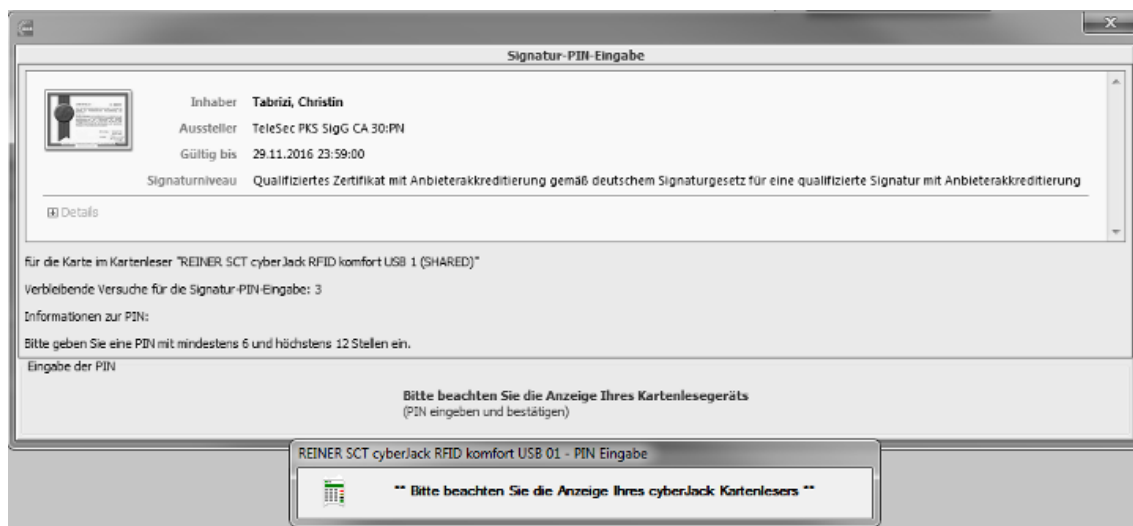 Signatur-PIN-Eingabe
Inhaber Tabrizi, Christin
Aussteller TeleSec PKS SigG CA 30:PN
Gültig bis 29.11.2016 23:59:00
Signaturniveau Qualifiziertes Zertifikat mit Anbieterakkreditierung gemäß deutschem Signaturgesetz für eine qualifizierte Signatur mit Anbieterakkreditierung
Details
für die Karte im Kartenleser "REINER SCT cyberJack RFID komfort USB 1 (SHARED)"
Verbleibende Versuche für die Signatur-PIN-Eingabe: 3
Informationen zur PIN:
Bitte geben Sie eine PIN mit mindestens 6 und höchstens 12 Stellen ein.
Eingabe der PIN
Bitte beachten Sie die Anzeige Ihres Kartenlesegeräts
(PIN eingeben und bestätigen)
REINER SCT cyberJack RFID komfort USB 01 - PIN Eingabe
** Bitte beachten Sie die Anzeige Ihres cyberJack Kartenlesers **